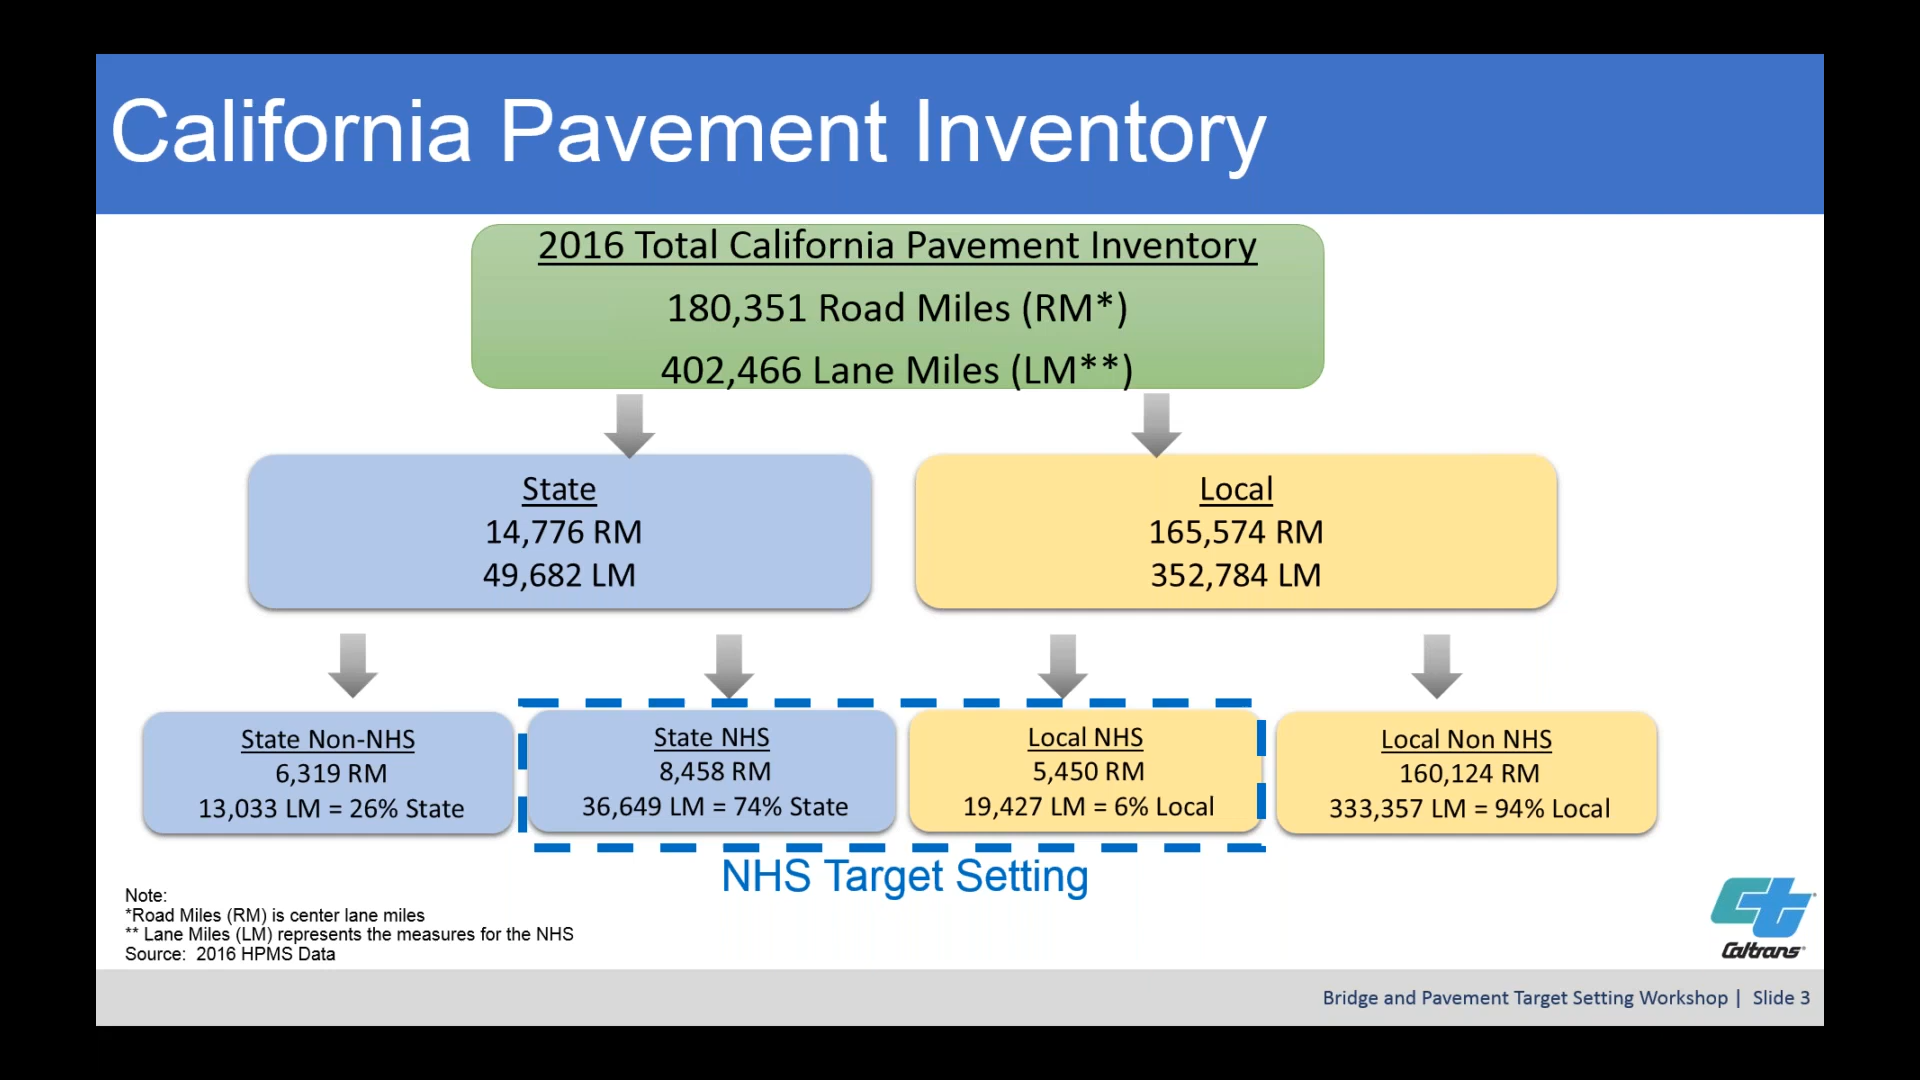 California Pavement Inventory
2016 Total California Pavement Inventory
180,351 Road Miles (RM*)
402,466 Lane Miles (LM**)
State
14,776 RM
49,682 LM
Local
165,574 RM
352,784 LM
State Non-NHS
6,319 RM
13,033 LM = 26% State
State NHS
8,458 RM
36,649 LM = 74% State
Local NHS
5,450 RM
19,427 LM = 6% Local
Local Non NHS
160,124 RM
333,357 LM = 94% Local
NHS Target Setting
Note:
*Road Miles (RM) is center lane miles
** Lane Miles (LM) represents the measures for the NHS
Source: 2016 HPMS Data
ct
Caltrans
Bridge and Pavement Target Setting Workshop | Slide 3